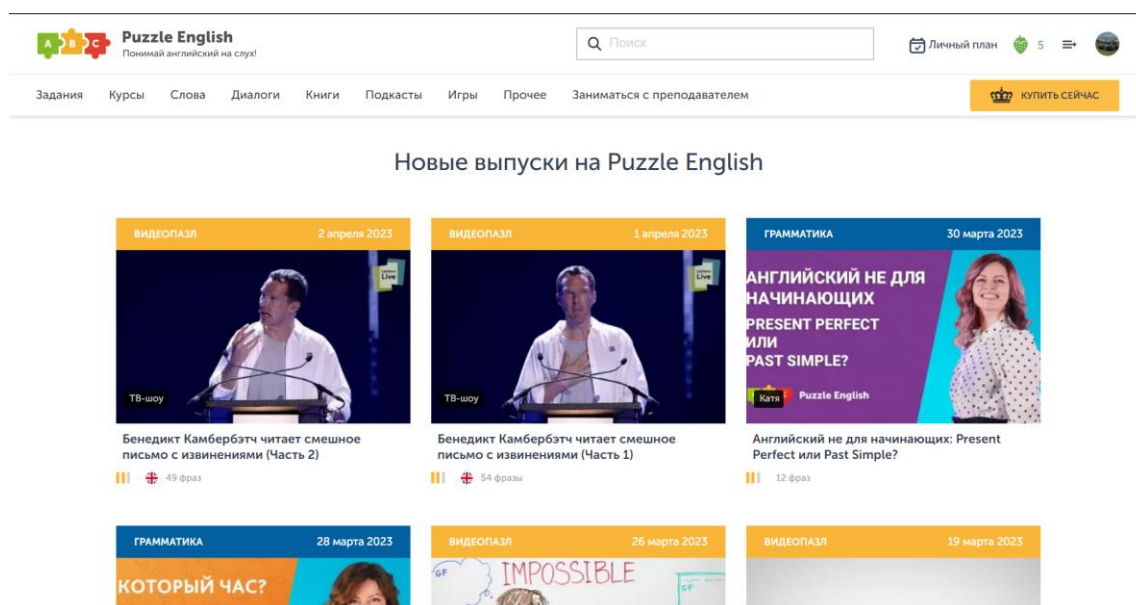 A B C
Puzzle English
Понимай английский на слух!
Поиск
Личный план
5
Задания Курсы Слова Диалоги Книги Подкасты Игры Прочее Заниматься с преподавателем
КУПИТЬ СЕЙЧАС
Новые выпуски на Puzzle English
ВИДЕОПАЗЛ 2 апреля 2023
Live
ТВ-шоу
Бенедикт Камбербэтч читает смешное
письмо с извинениями (Часть 2)
49 фраз
ВИДЕОПАЗЛ 1 апреля 2023
Live
ТВ-шоу
Бенедикт Камбербэтч читает смешное
письмо с извинениями (Часть 1)
54 фразы
ГРАММАТИКА 30 марта 2023
АНГЛИЙСКИЙ НЕ ДЛЯ
НАЧИНАЮЩИХ
PRESENT PERFECT
ИЛИ
PAST SIMPLE?
Катя Puzzle English
Английский не для начинающих: Present
Perfect или Past Simple?
12 фраз
ГРАММАТИКА 28 марта 2023
КОТОРЫЙ ЧАС?
ВИДЕОПАЗЛ 26 марта 2023
GF IMPOSSIBLE
GF
ВИДЕОПАЗЛ 19 марта 2023